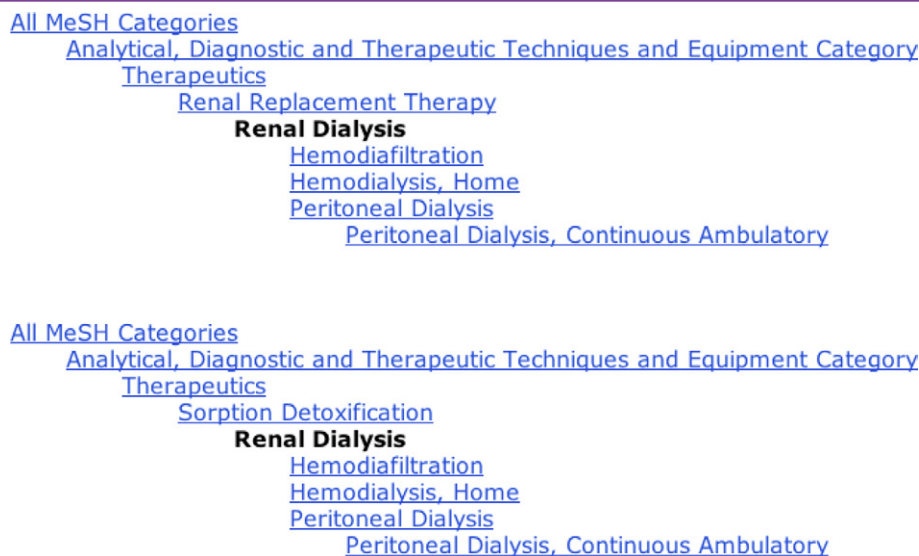 All MeSH Categories
Analytical, Diagnostic and Therapeutic Techniques and Equipment Category
Therapeutics
Renal Replacement Therapy
Renal Dialysis
Hemodiafiltration
Hemodialysis, Home
Peritoneal Dialysis
Peritoneal Dialysis, Continuous Ambulatory
All MeSH Categories
Analytical, Diagnostic and Therapeutic Techniques and Equipment Category
Therapeutics
Sorption Detoxification
Renal Dialysis
Hemodiafiltration
Hemodialysis, Home
Peritoneal Dialysis
Peritoneal Dialysis, Continuous Ambulatory